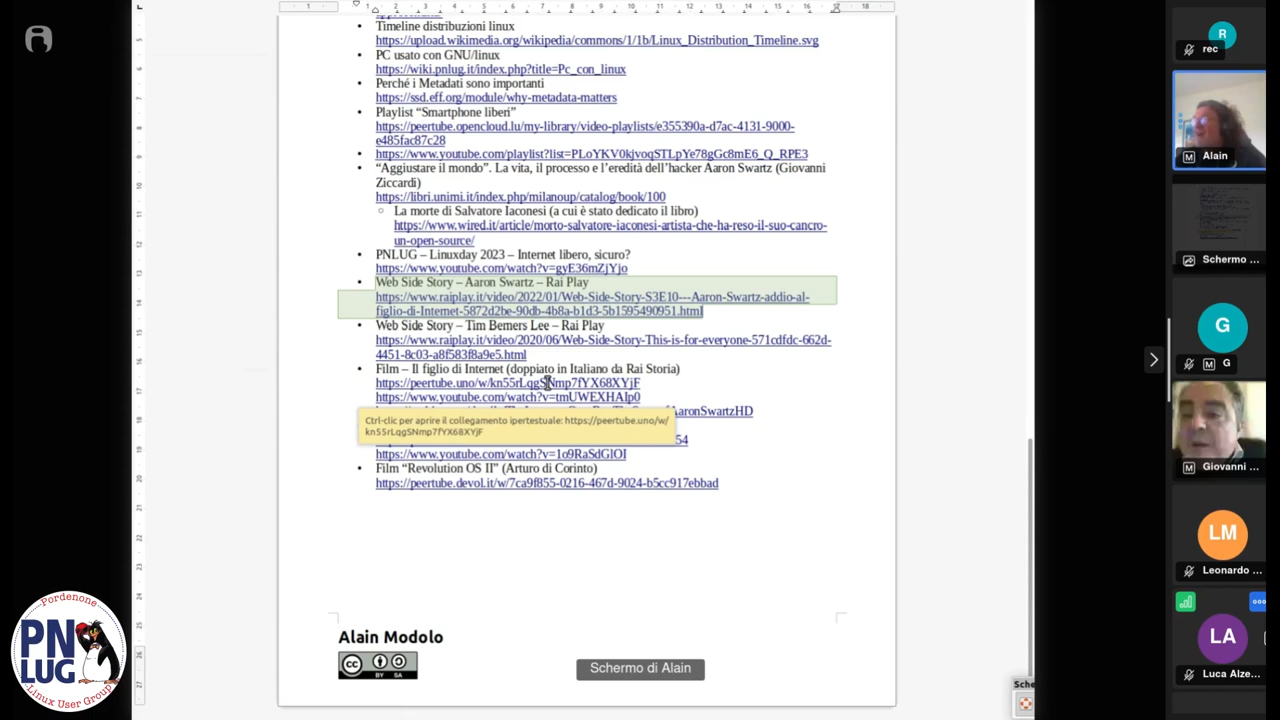 Timeline distribuzioni linux
https://upload.wikimedia.org/wikipedia/commons/1/1b/Linux_Distribution_Timeline.svg
PC usato con GNU/linux
https://wiki.pnlug.it/index.php?title=Pc_con_linux
Perché i Metadati sono importanti
https://ssd.eff.org/module/why-metadata-matters
Playlist “Smartphone liberi”
https://peertube.opencloud.lu/my-library/video-playlists/e355390a-d7ac-4131-9000-
e485fac87c28
https://www.youtube.com/playlist?list=PLoYKV0kjvoqSTLpYe78gGc8mE6_Q_RPE3
“Aggiustare il mondo”. La vita, il processo e l’eredità dell’hacker Aaron Swartz (Giovanni
Ziccardi)
https://libri.unimi.it/index.php/milanoup/catalog/book/100
La morte di Salvatore Iaconesi (a cui è stato dedicato il libro)
https://www.wired.it/article/morto-salvatore-iaconesi-artista-che-ha-reso-il-suo-cancro-
un-open-source/
PNLUG – Linuxday 2023 – Internet libero, sicuro?
https://www.youtube.com/watch?v=gyE36mZjYjo
Web Side Story – Aaron Swartz – Rai Play
https://www.raiplay.it/video/2022/01/Web-Side-Story-S3E10---Aaron-Swartz-addio-al-
figlio-di-Internet-5872d2be-90db-4b8a-b1d3-5b1595490951.html
Web Side Story – Tim Berners Lee – Rai Play
https://www.raiplay.it/video/2020/06/Web-Side-Story-This-is-for-everyone-571cdfdc-662d-
4451-8c03-a8f583f8a9e5.html
Film – Il figlio di Internet (doppiato in Italiano da Rai Storia)
https://peertube.uno/w/kn55rLqgSNmp7fYX68XYjF
https://www.youtube.com/watch?v=tmUWEXHAIp0
AaronSwartzHD
Ctrl-clic per aprire il collegamento ipertestuale: https://peertube.uno/w/
kn55rLqgSNmp7fYX68XYjF
54
https://www.youtube.com/watch?v=1o9RaSdGlOI
Film “Revolution OS II” (Arturo di Corinto)
https://peertube.devol.it/w/7ca9f855-0216-467d-9024-b5cc917ebbad
Alain Modolo
CC BY SA
Schermo di Alain
Pordenone
PN
LUG
Linux User Group
R
rec
Alain
Schermo ...
G
G
Giovanni ...
LM
Leonardo ...
LA
Luca Alze...
Sche